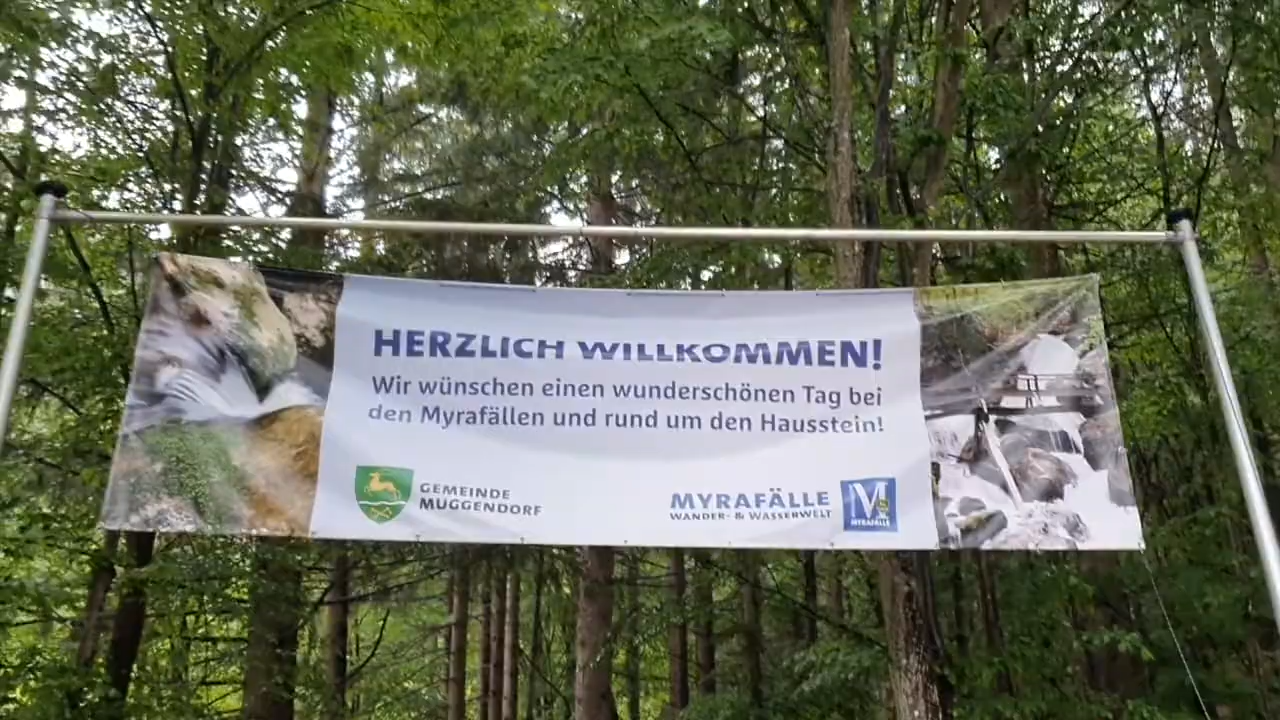 HERZLICH WILLKOMMEN!
Wir wünschen einen wunderschönen Tag bei
den Myrafällen und rund um den Hausstein!
GEMEINDE
MUGGENDORF
MYRAFÄLLE
WANDER- & WASSERWELT
M
MYRAFÄLLE